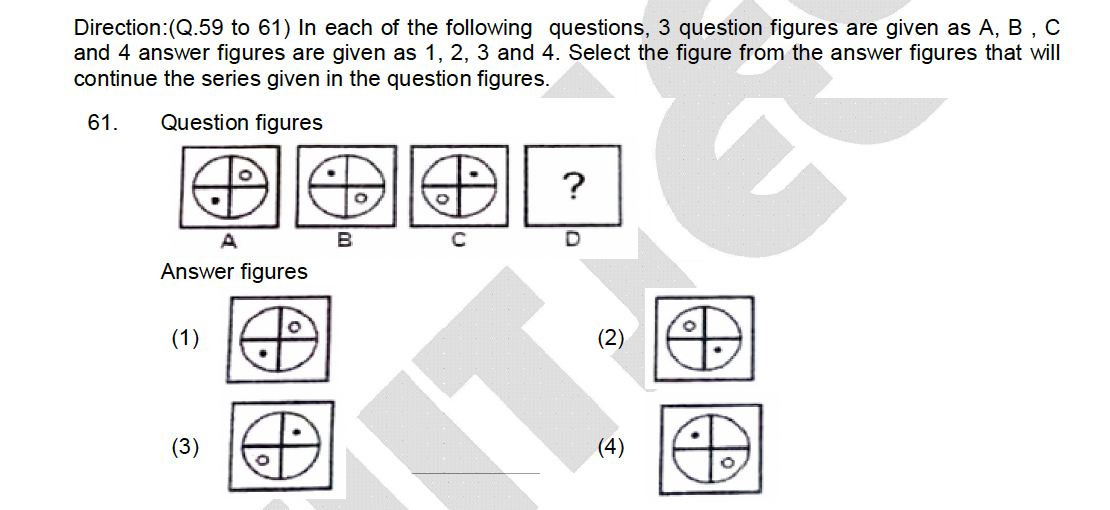 Direction:(Q.59 to 61) In each of the following questions, 3 question figures are given as A, B , C
and 4 answer figures are given as 1, 2, 3 and 4. Select the figure from the answer figures that will
continue the series given in the question figures.
61. Question figures
?
A B C D
Answer figures
(1) (2)
(3) (4)